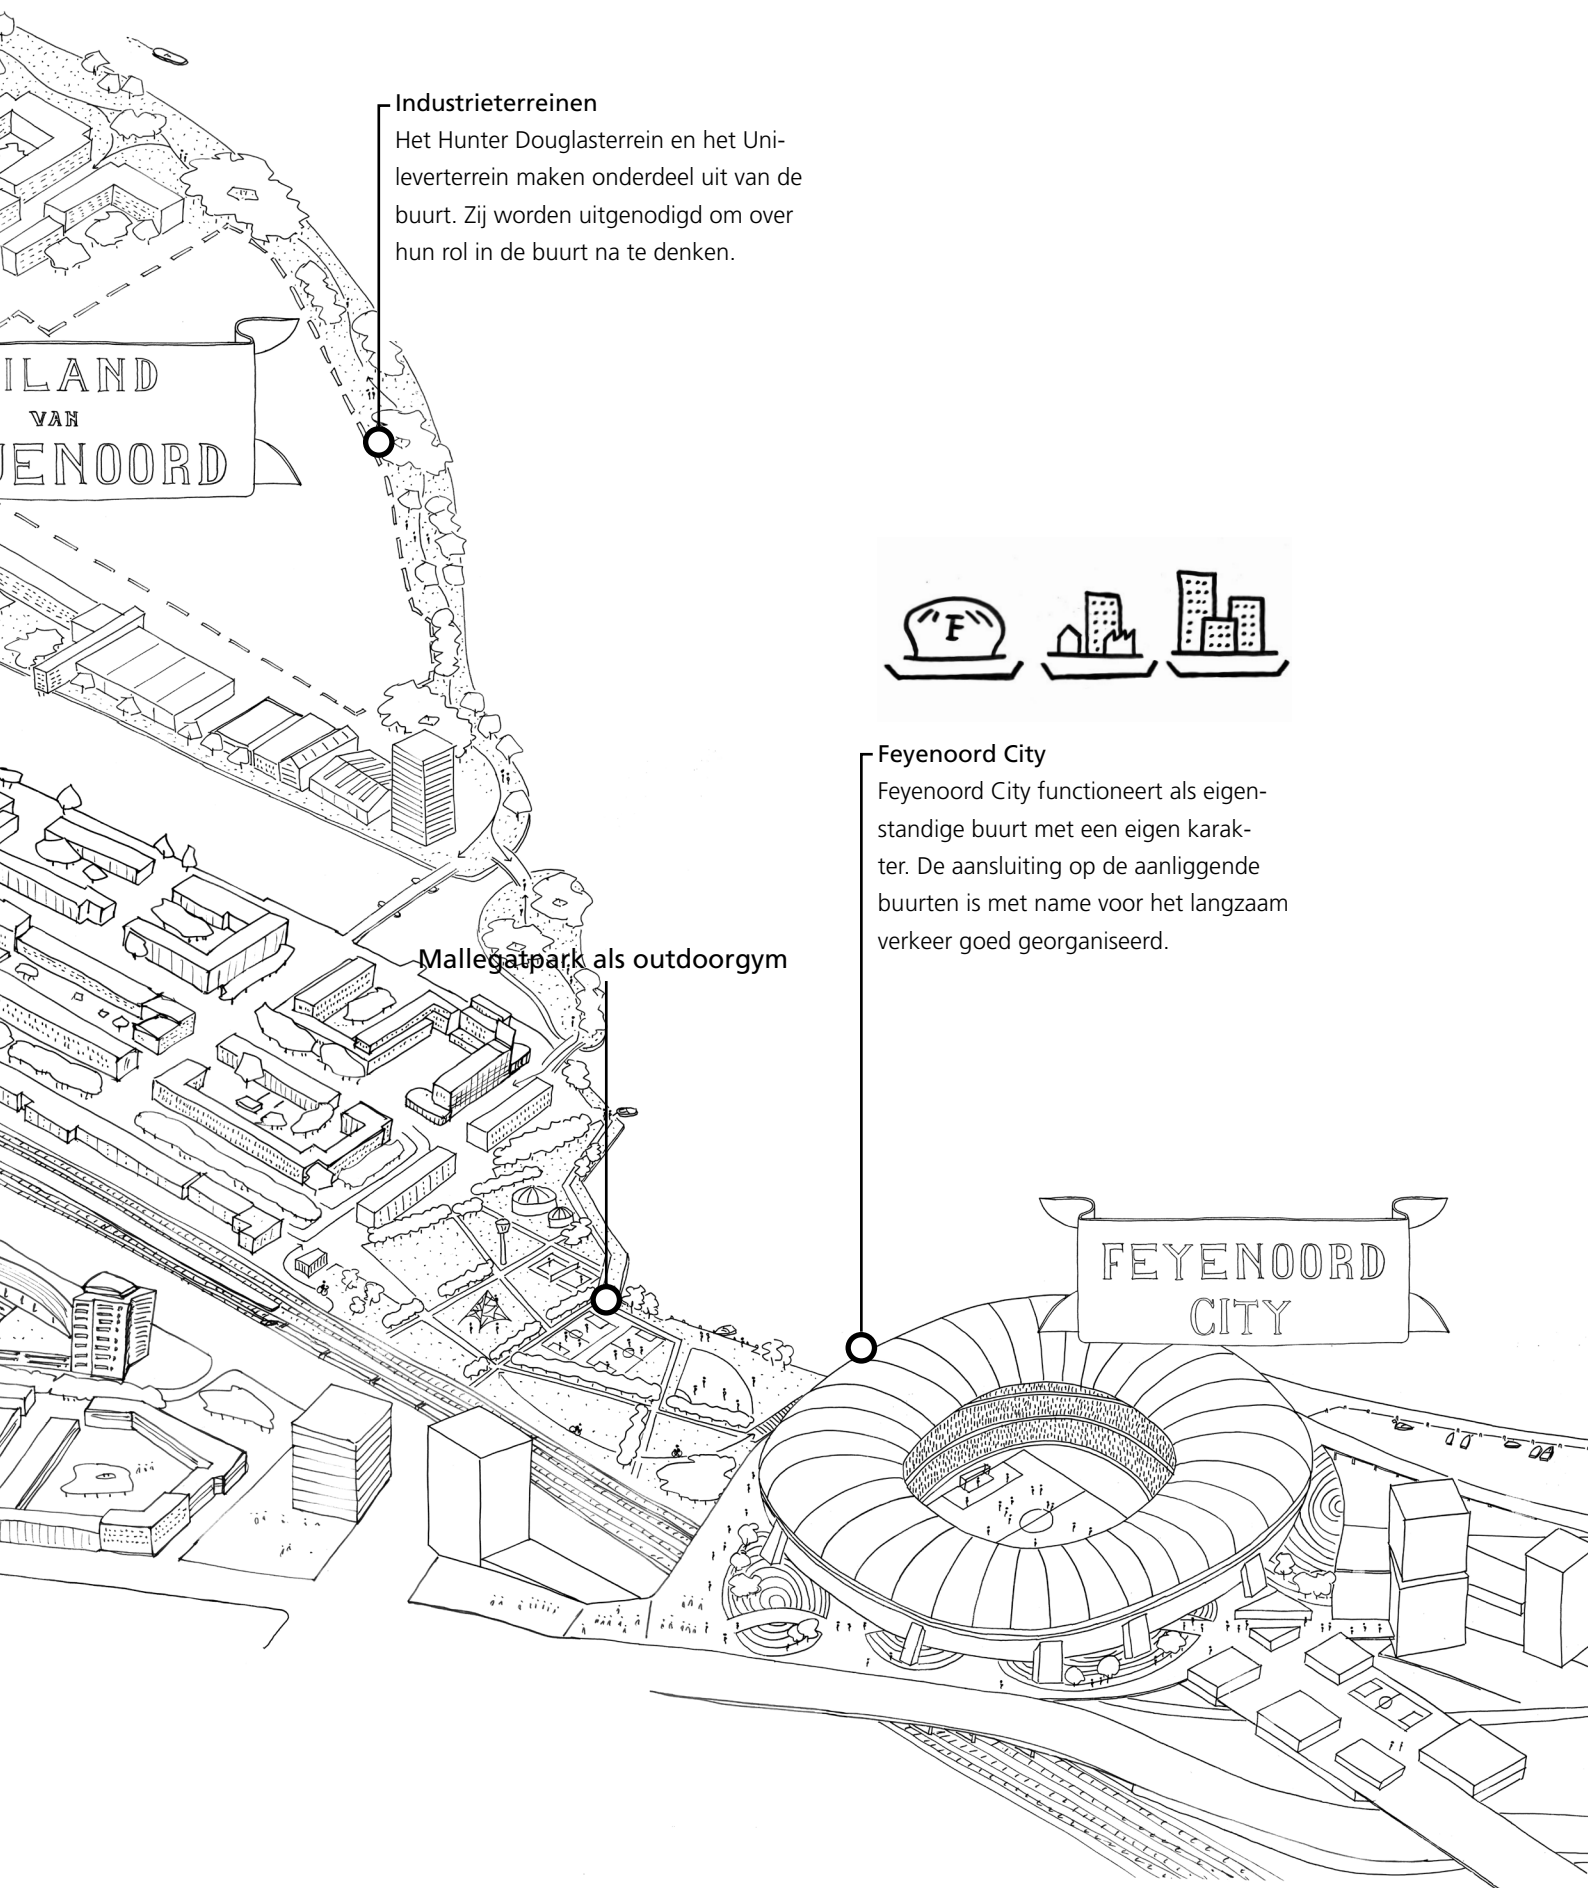 Industrieterreinen
Het Hunter Douglasterrein en het Uni-
leverterrein maken onderdeel uit van de
buurt. Zij worden uitgenodigd om over
hun rol in de buurt na te denken.
ILAND
VAN
ENOORD
F
Feyenoord City
Feyenoord City functioneert als eigen-
standige buurt met een eigen karak-
ter. De aansluiting op de aanliggende
buurten is met name voor het langzaam
verkeer goed georganiseerd.
Mallegatpark als outdoorgym
FEYENOORD
CITY